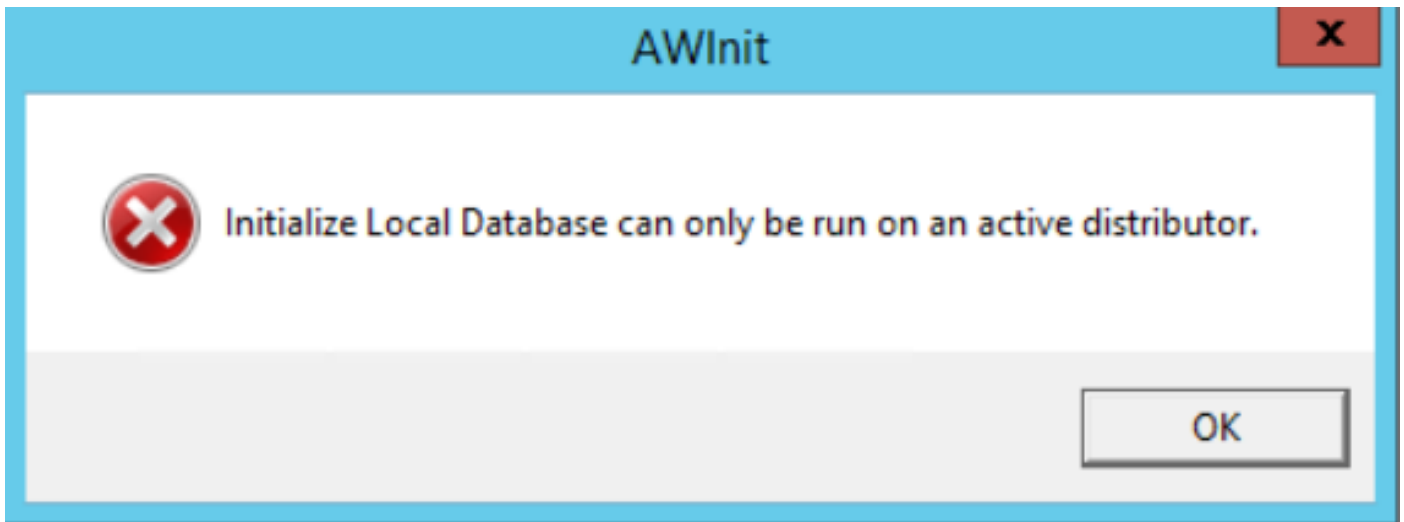 AWInit
x
Initialize Local Database can only be run on an active distributor.
OK